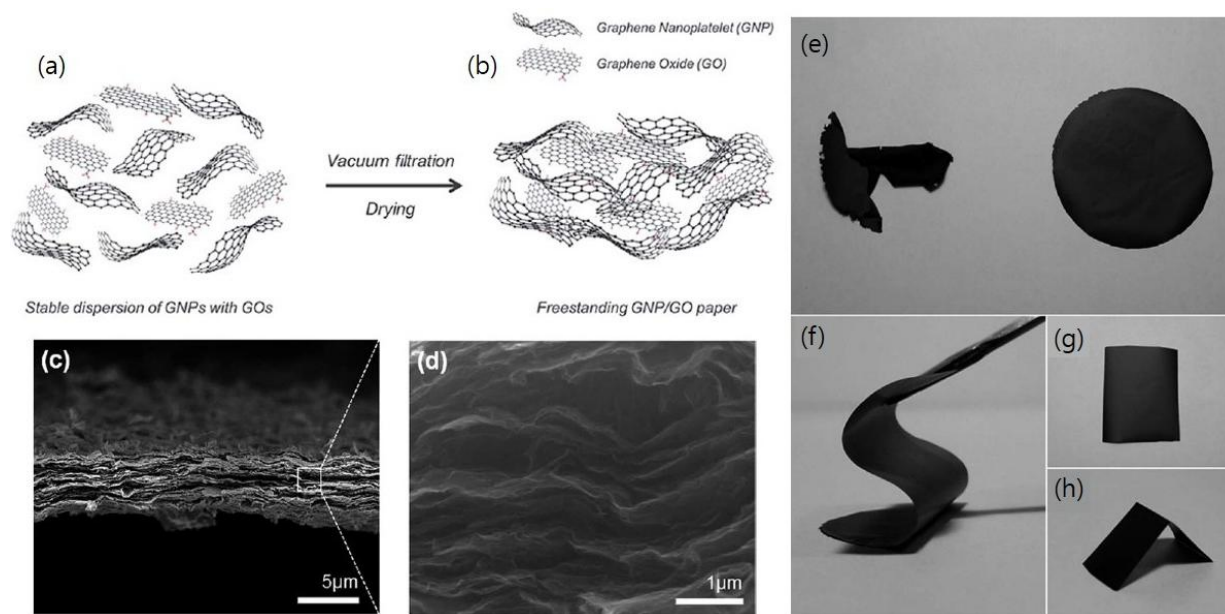 Graphene Nanoplatelet (GNP)
Graphene Oxide (GO)
(a)
(b)
Vacuum filtration
Drying
Stable dispersion of GNPs with GOs
Freestanding GNP/GO paper
(c)
5μm
(d)
1μm
(e)
(f)
(g)
(h)